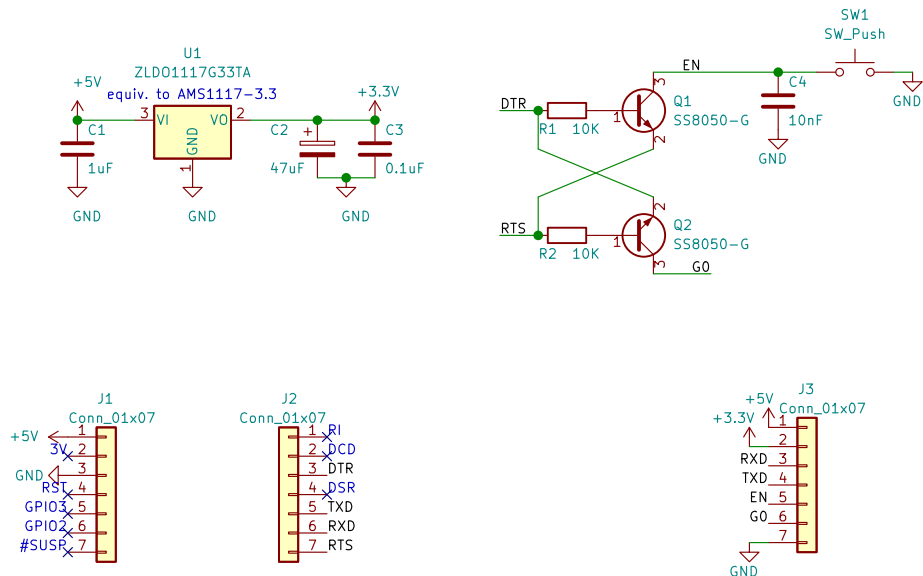 U1
ZLDO1117G33TA
equiv. to AMS1117-3.3
+5V
+3.3V
3
VI
VO
2
GND
1
C1
1uF
C2
+
47uF
C3
0.1uF
GND
GND
GND
SW1
SW_Push
EN
C4
10nF
GND
GND
DTR
R1
10K
1
3
2
Q1
SS8050-G
RTS
R2
10K
1
2
3
Q2
SS8050-G
G0
J1
Conn_01x07
+5V
1
3V
2
GND
3
RST
4
GPIO3
5
GPIO2
6
#SUSP
7
J2
Conn_01x07
1
RI
2
DCD
3
DTR
4
DSR
5
TXD
6
RXD
7
RTS
J3
Conn_01x07
+5V
+3.3V
1
2
RXD
3
TXD
4
EN
5
G0
6
7
GND